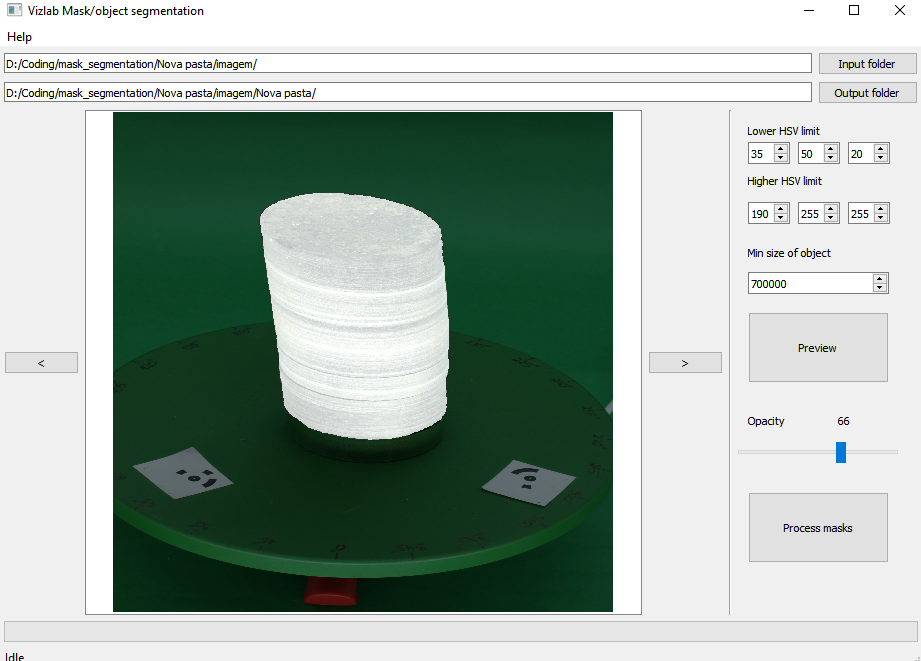 Vizlab Mask/object segmentation
Help
D:/Coding/mask_segmentation/Nova pasta/imagem/
Input folder
D:/Coding/mask_segmentation/Nova pasta/imagem/Nova pasta/
Output folder
Lower HSV limit
35 50 20
Higher HSV limit
190 255 255
Min size of object
700000
< >
Preview
Opacity 66
Process masks
Idle